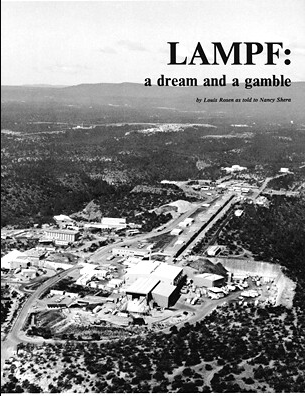 LAMPF:
a dream and a gamble
by Louis Rosen as told to Nancy Shera